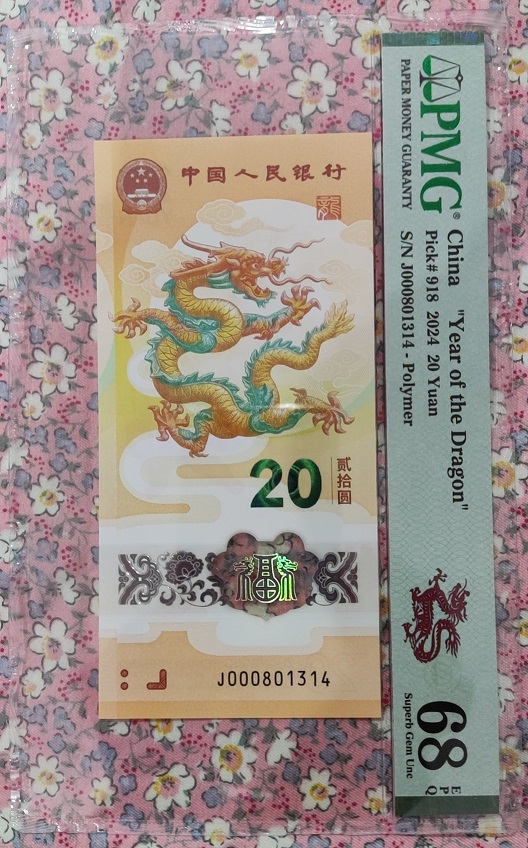 中国人民银行
龍
20
贰拾圆
J000801314
PMG®
PAPER MONEY GUARANTY
China "Year of the Dragon"
Pick# 918 2024 20 Yuan
S/N J000801314 - Polymer
68 EPQ
Superb Gem Unc